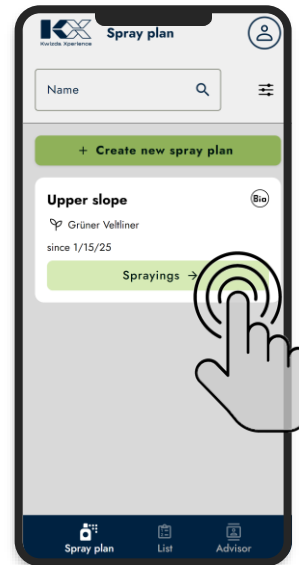 KX
Kwizda Xperience
Spray plan
Name
+ Create new spray plan
Upper slope
Bio
Grüner Veltliner
since 1/15/25
Sprayings →
Spray plan
List
Advisor